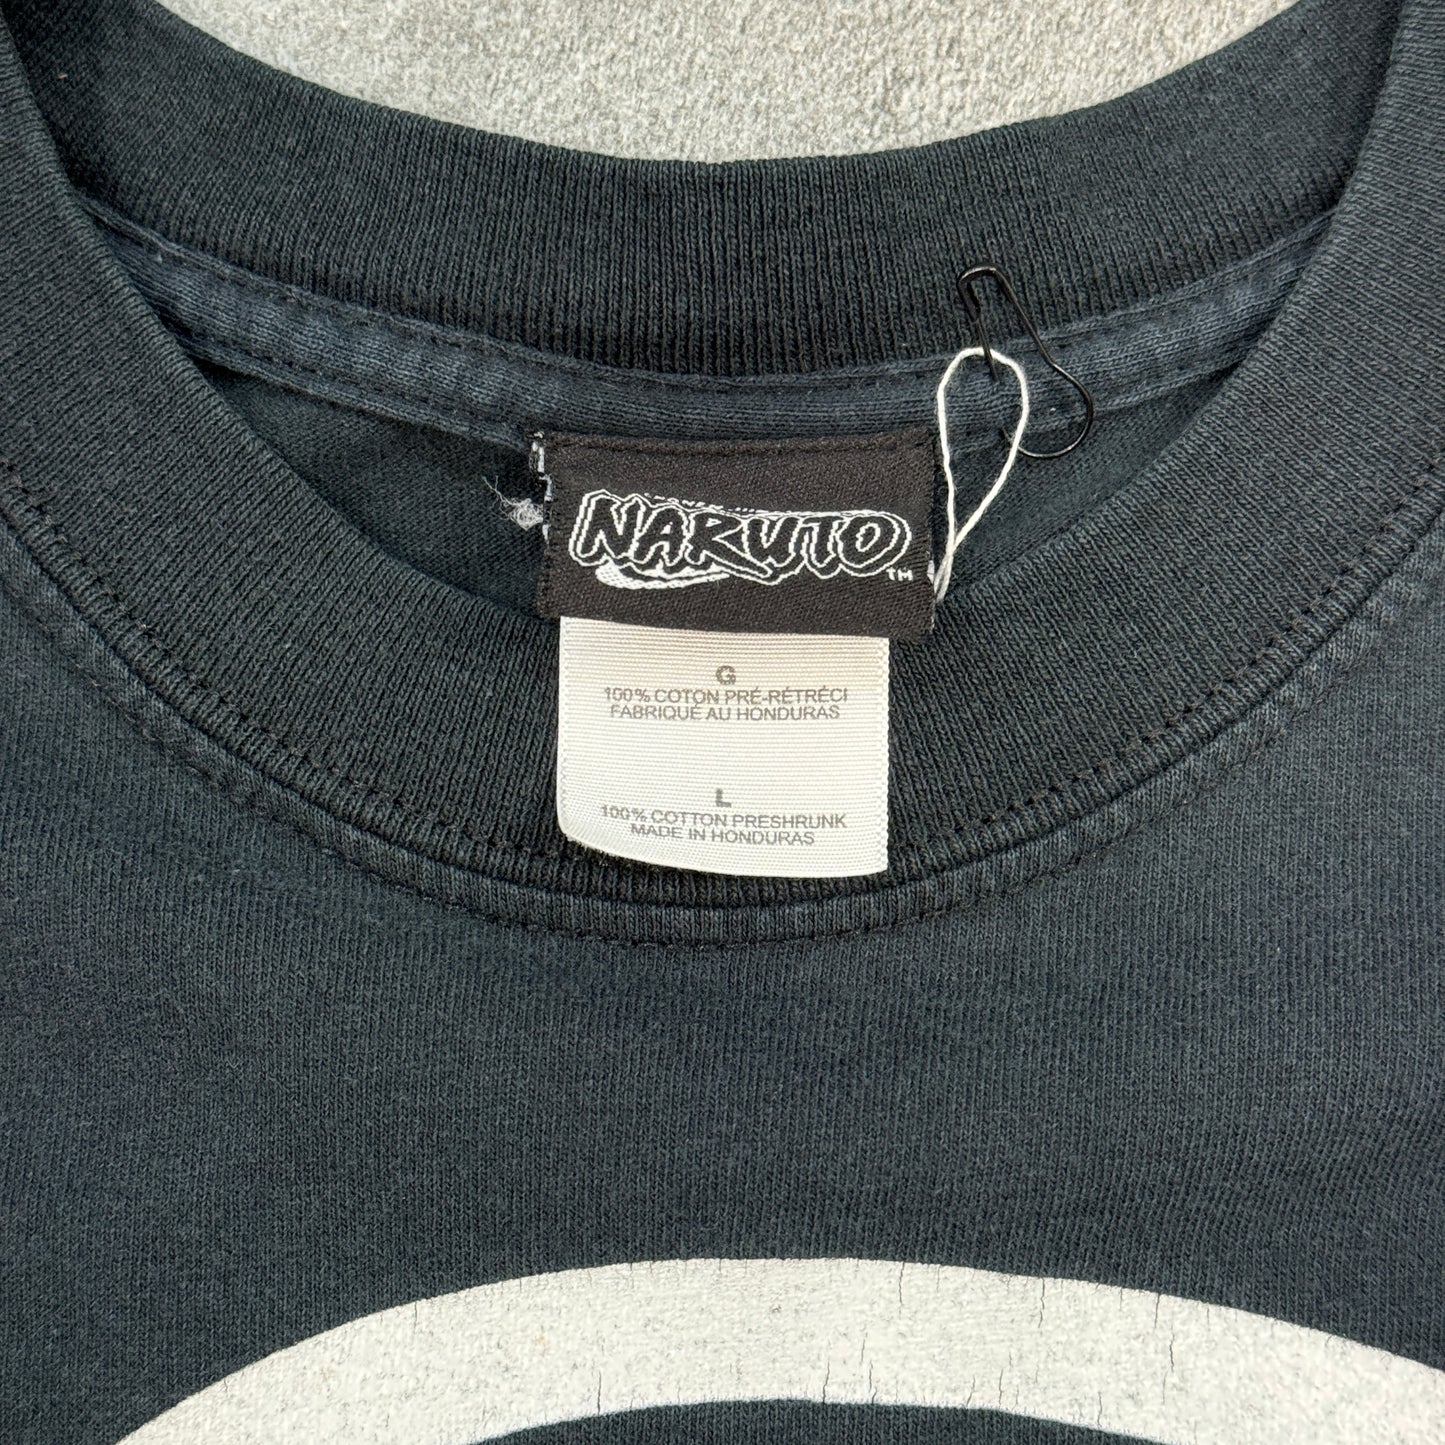 NARUTO
TM
G
100% COTON PRÉ-RÉTRÉCI
FABRIQUÉ AU HONDURAS
L
100% COTTON PRESHRUNK
MADE IN HONDURAS